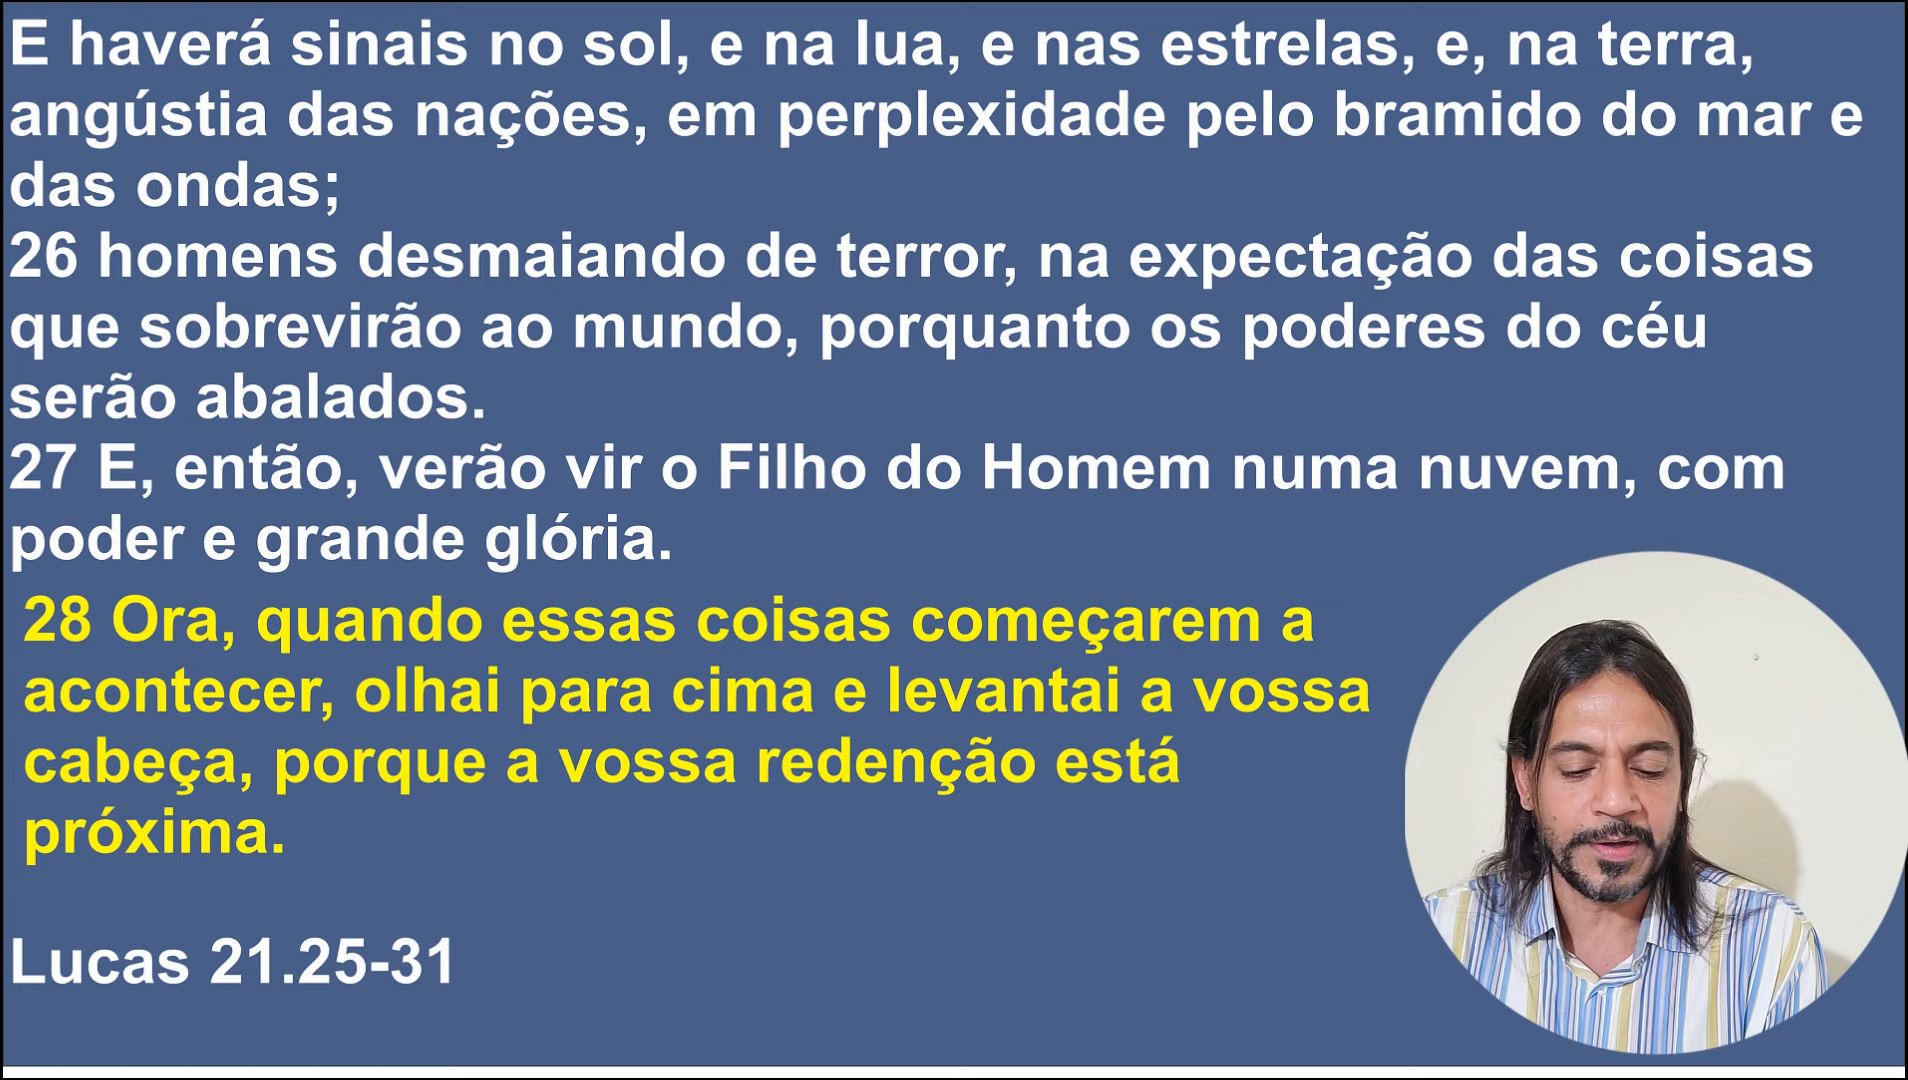 E haverá sinais no sol, e na lua, e nas estrelas, e, na terra,
angústia das nações, em perplexidade pelo bramido do mar e
das ondas;
26 homens desmaiando de terror, na expectação das coisas
que sobrevirão ao mundo, porquanto os poderes do céu
serão abalados.
27 E, então, verão vir o Filho do Homem numa nuvem, com
poder e grande glória.
28 Ora, quando essas coisas começarem a
acontecer, olhai para cima e levantai a vossa
cabeça, porque a vossa redenção está
próxima.
Lucas 21.25-31